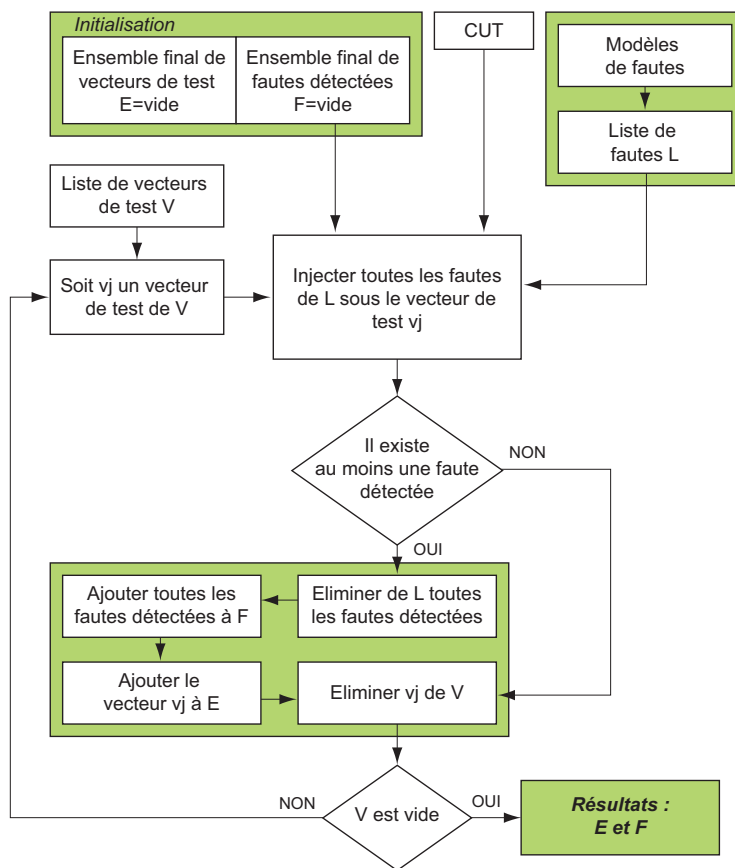 Initialisation
Ensemble final de
vecteurs de test
E=vide
Ensemble final de
fautes détectées
F=vide
CUT
Modèles
de fautes
Liste de
fautes L
Liste de vecteurs
de test V
Soit vj un vecteur
de test de V
Injecter toutes les fautes
de L sous le vecteur de
test vj
Il existe
au moins une faute
détectée
NON
OUI
Ajouter toutes les
fautes détectées à F
Eliminer de L toutes
les fautes détectées
Ajouter le
vecteur vj à E
Eliminer vj de V
NON
V est vide
OUI
Résultats :
E et F